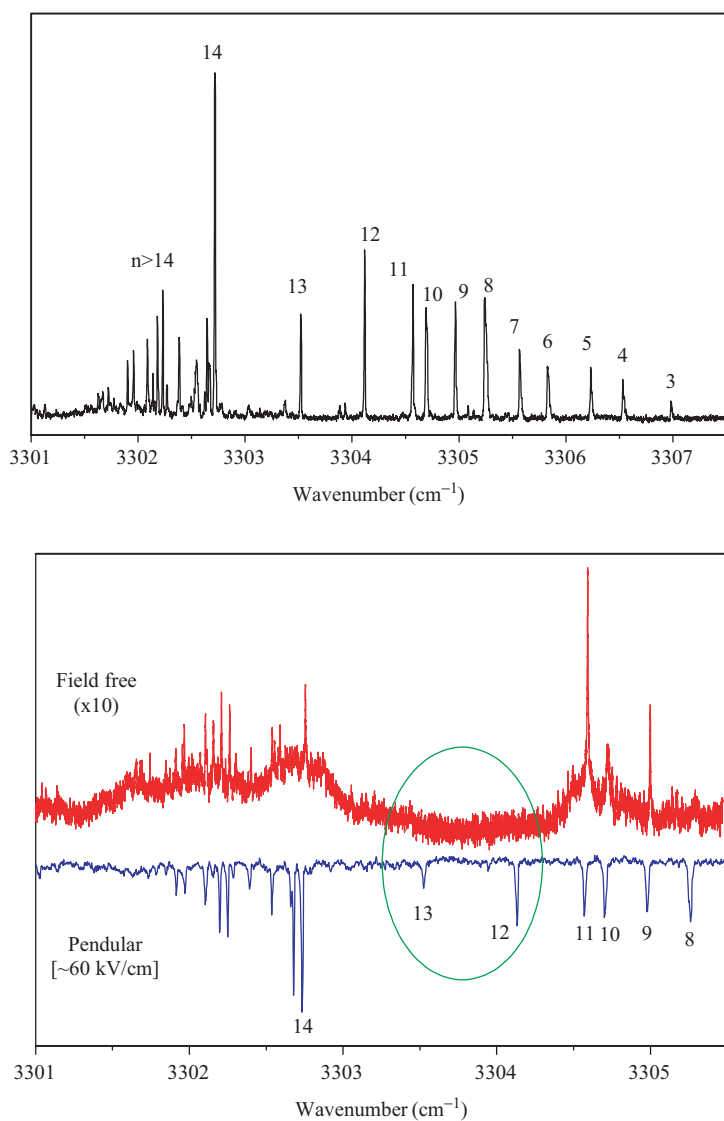 14
n>14
13
12
11
10
9
8
7
6
5
4
3
3301 3302 3303 3304 3305 3306 3307
Wavenumber (cm−1)
Field free
(x10)
Pendular
[~60 kV/cm]
14
13
12
11
10
9
8
3301 3302 3303 3304 3305
Wavenumber (cm−1)